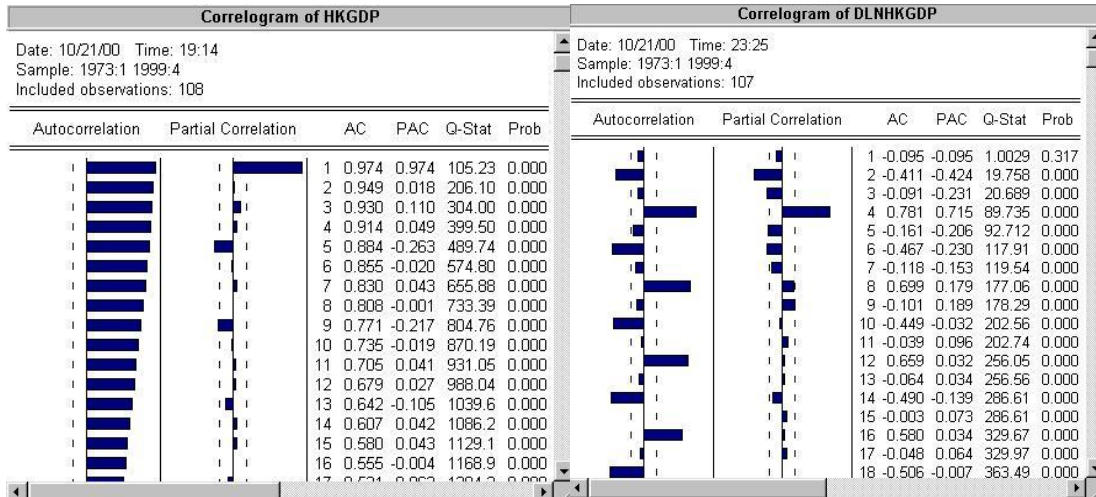 Correlogram of HKGDP
Date: 10/21/00 Time: 19:14
Sample: 1973:1 1999:4
Included observations: 108
Autocorrelation Partial Correlation AC PAC Q-Stat Prob
1 0.974 0.974 105.23 0.000
2 0.949 0.018 206.10 0.000
3 0.930 0.110 304.00 0.000
4 0.914 0.049 399.50 0.000
5 0.884 -0.263 489.74 0.000
6 0.855 -0.020 574.80 0.000
7 0.830 0.043 655.88 0.000
8 0.808 -0.001 733.39 0.000
9 0.771 -0.217 804.76 0.000
10 0.735 -0.019 870.19 0.000
11 0.705 0.041 931.05 0.000
12 0.679 0.027 988.04 0.000
13 0.642 -0.105 1039.6 0.000
14 0.607 0.042 1086.2 0.000
15 0.580 0.043 1129.1 0.000
16 0.555 -0.004 1168.9 0.000
Correlogram of DLNHKGDP
Date: 10/21/00 Time: 23:25
Sample: 1973:1 1999:4
Included observations: 107
Autocorrelation Partial Correlation AC PAC Q-Stat Prob
1 -0.095 -0.095 1.0029 0.317
2 -0.411 -0.424 19.758 0.000
3 -0.091 -0.231 20.689 0.000
4 0.781 0.715 89.735 0.000
5 -0.161 -0.206 92.712 0.000
6 -0.467 -0.230 117.91 0.000
7 -0.118 -0.153 119.54 0.000
8 0.699 0.179 177.06 0.000
9 -0.101 0.189 178.29 0.000
10 -0.449 -0.032 202.56 0.000
11 -0.039 0.096 202.74 0.000
12 0.659 0.032 256.05 0.000
13 -0.064 0.034 256.56 0.000
14 -0.490 -0.139 286.61 0.000
15 -0.003 0.073 286.61 0.000
16 0.580 0.034 329.67 0.000
17 -0.048 0.064 329.97 0.000
18 -0.506 -0.007 363.49 0.000